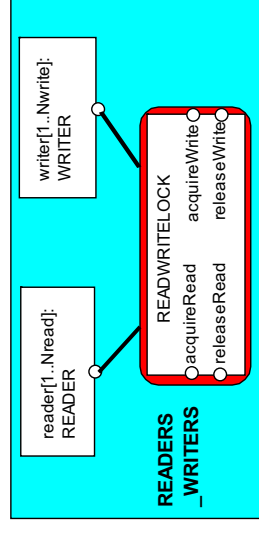 reader[1..Nread]:
READER
writer[1..Nwrite]:
WRITER
READERS
_WRITERS
READWRITELOCK
acquireRead
acquireWrite
releaseRead
releaseWrite